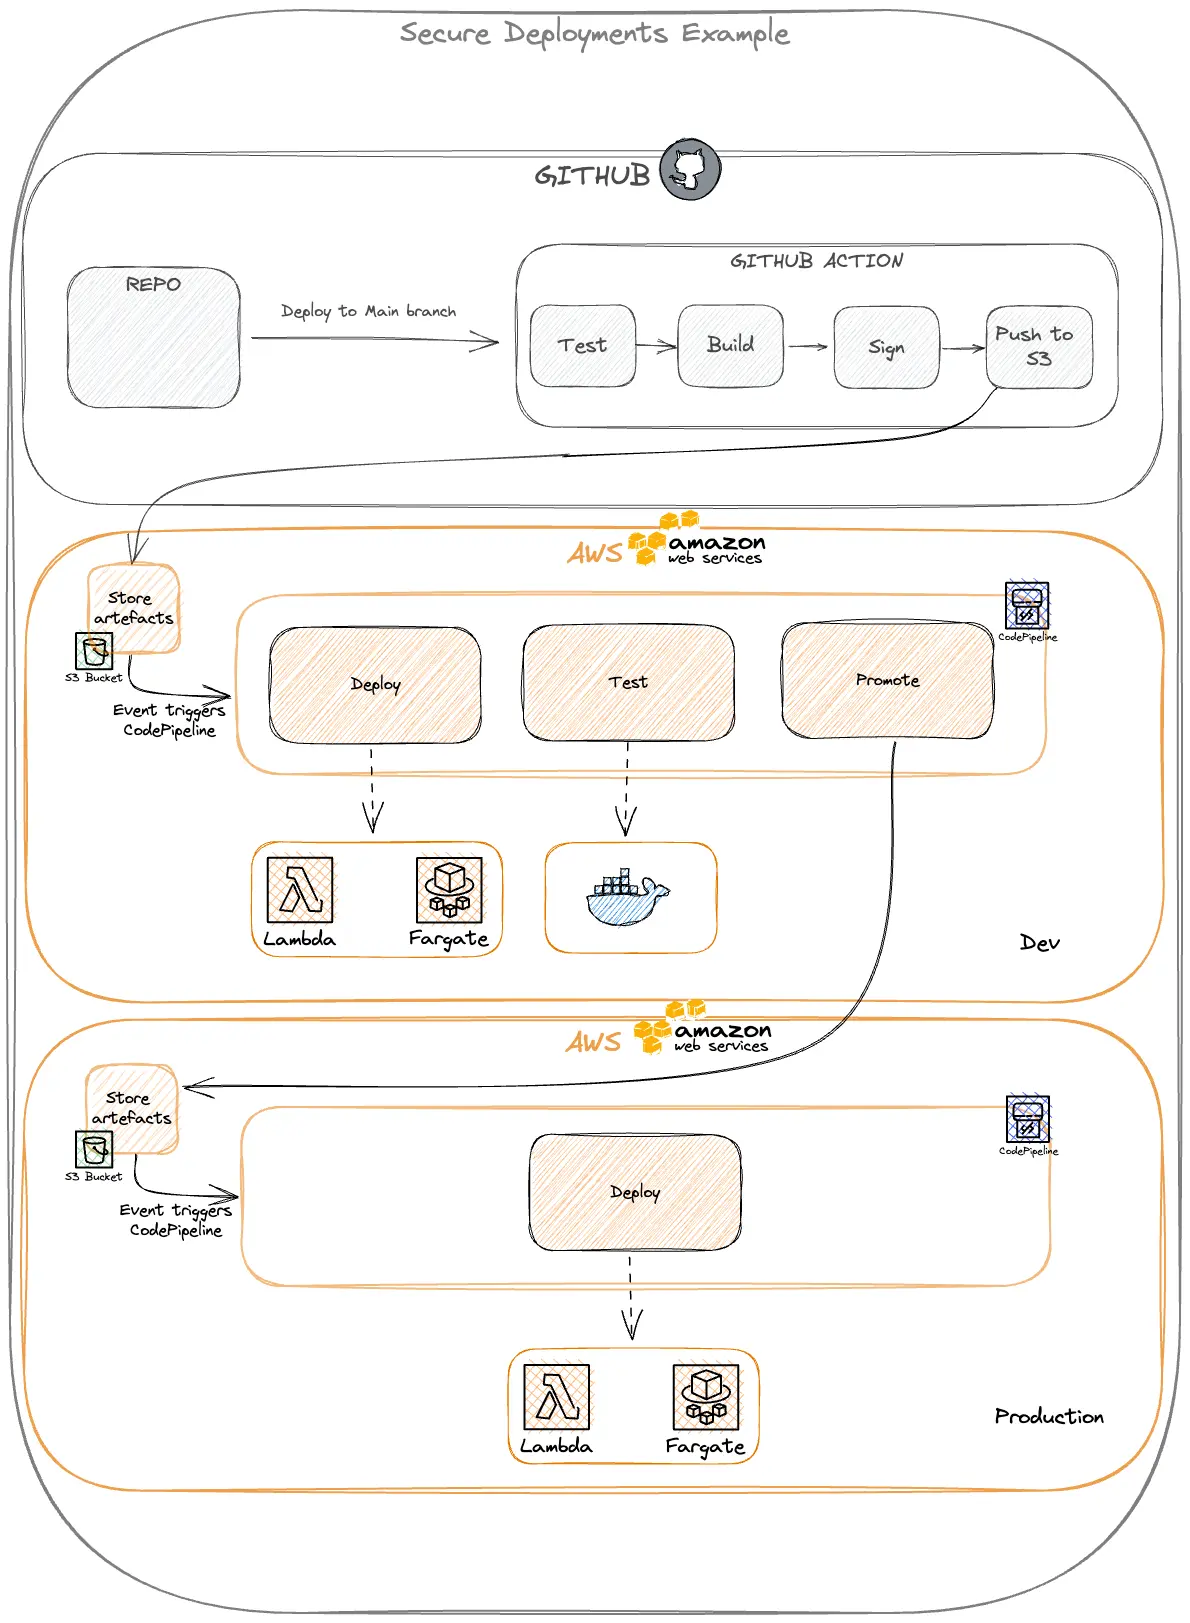 Secure Deployments Example
GITHUB
REPO
Deploy to Main branch
GITHUB ACTION
Test
Build
Sign
Push to
S3
AWS
amazon
web services
Store
artefacts
S3 Bucket
Event triggers
CodePipeline
Deploy
Test
Promote
CodePipeline
Lambda
Fargate
Dev
AWS
amazon
web services
Store
artefacts
S3 Bucket
Event triggers
CodePipeline
Deploy
CodePipeline
Lambda
Fargate
Production